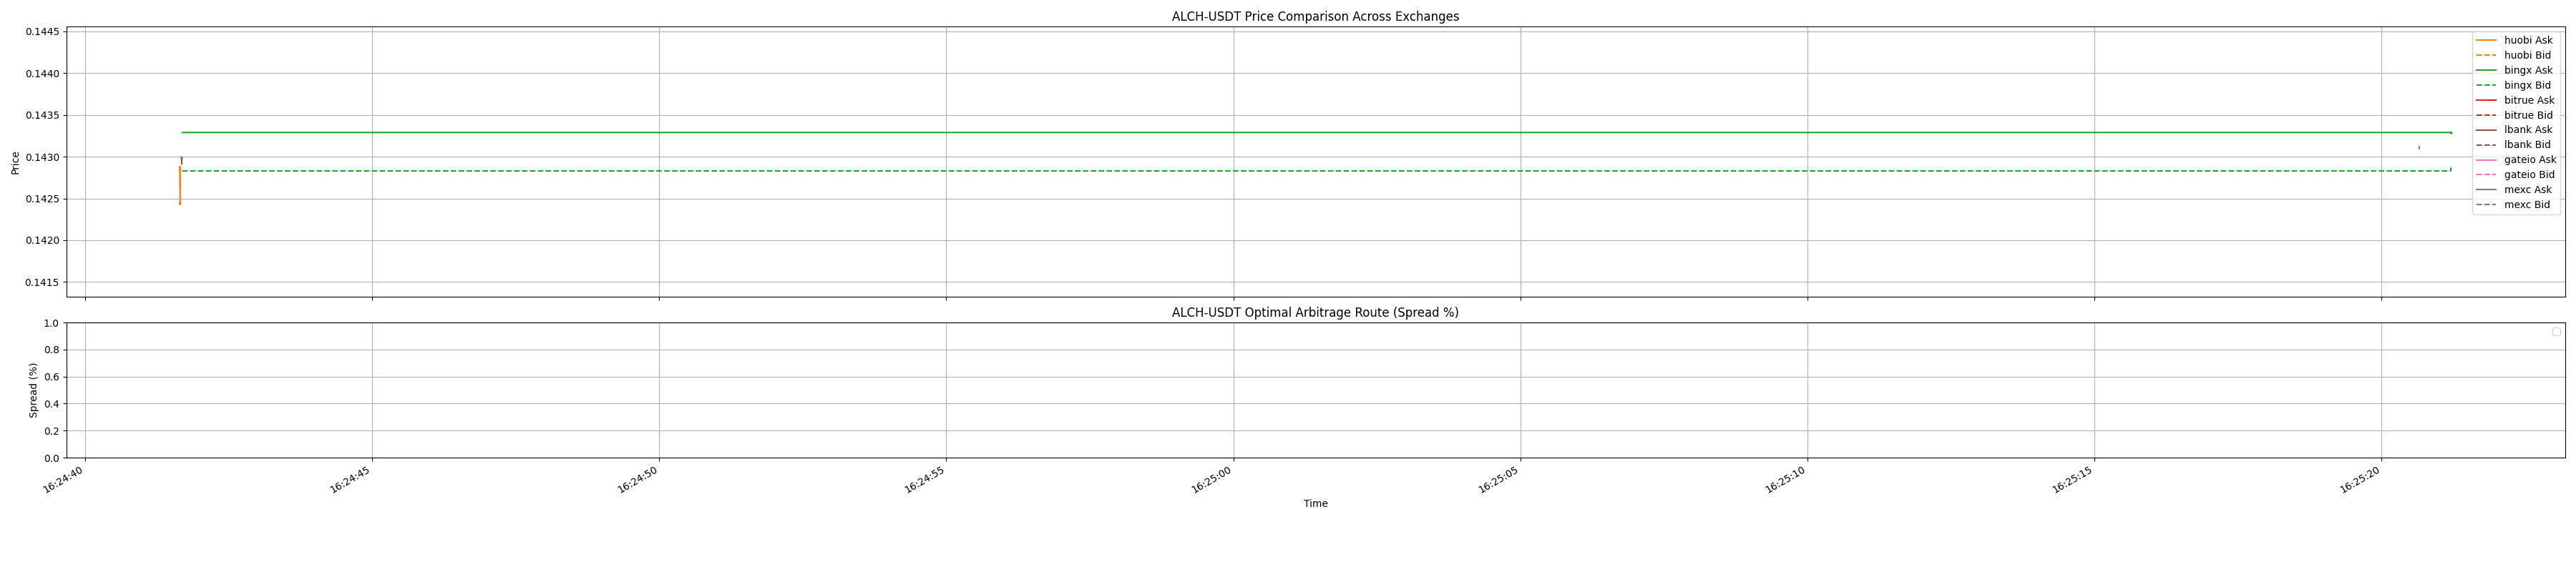 ALCH-USDT Price Comparison Across Exchanges
0.1445
0.1440
0.1435
0.1430
0.1425
0.1420
0.1415
Price
huobi Ask
huobi Bid
bingx Ask
bingx Bid
bitrue Ask
bitrue Bid
lbank Ask
lbank Bid
gateio Ask
gateio Bid
mexc Ask
mexc Bid
ALCH-USDT Optimal Arbitrage Route (Spread %)
1.0
0.8
0.6
0.4
0.2
0.0
Spread (%)
16:24:40
16:24:45
16:24:50
16:24:55
16:25:00
16:25:05
16:25:10
16:25:15
16:25:20
Time